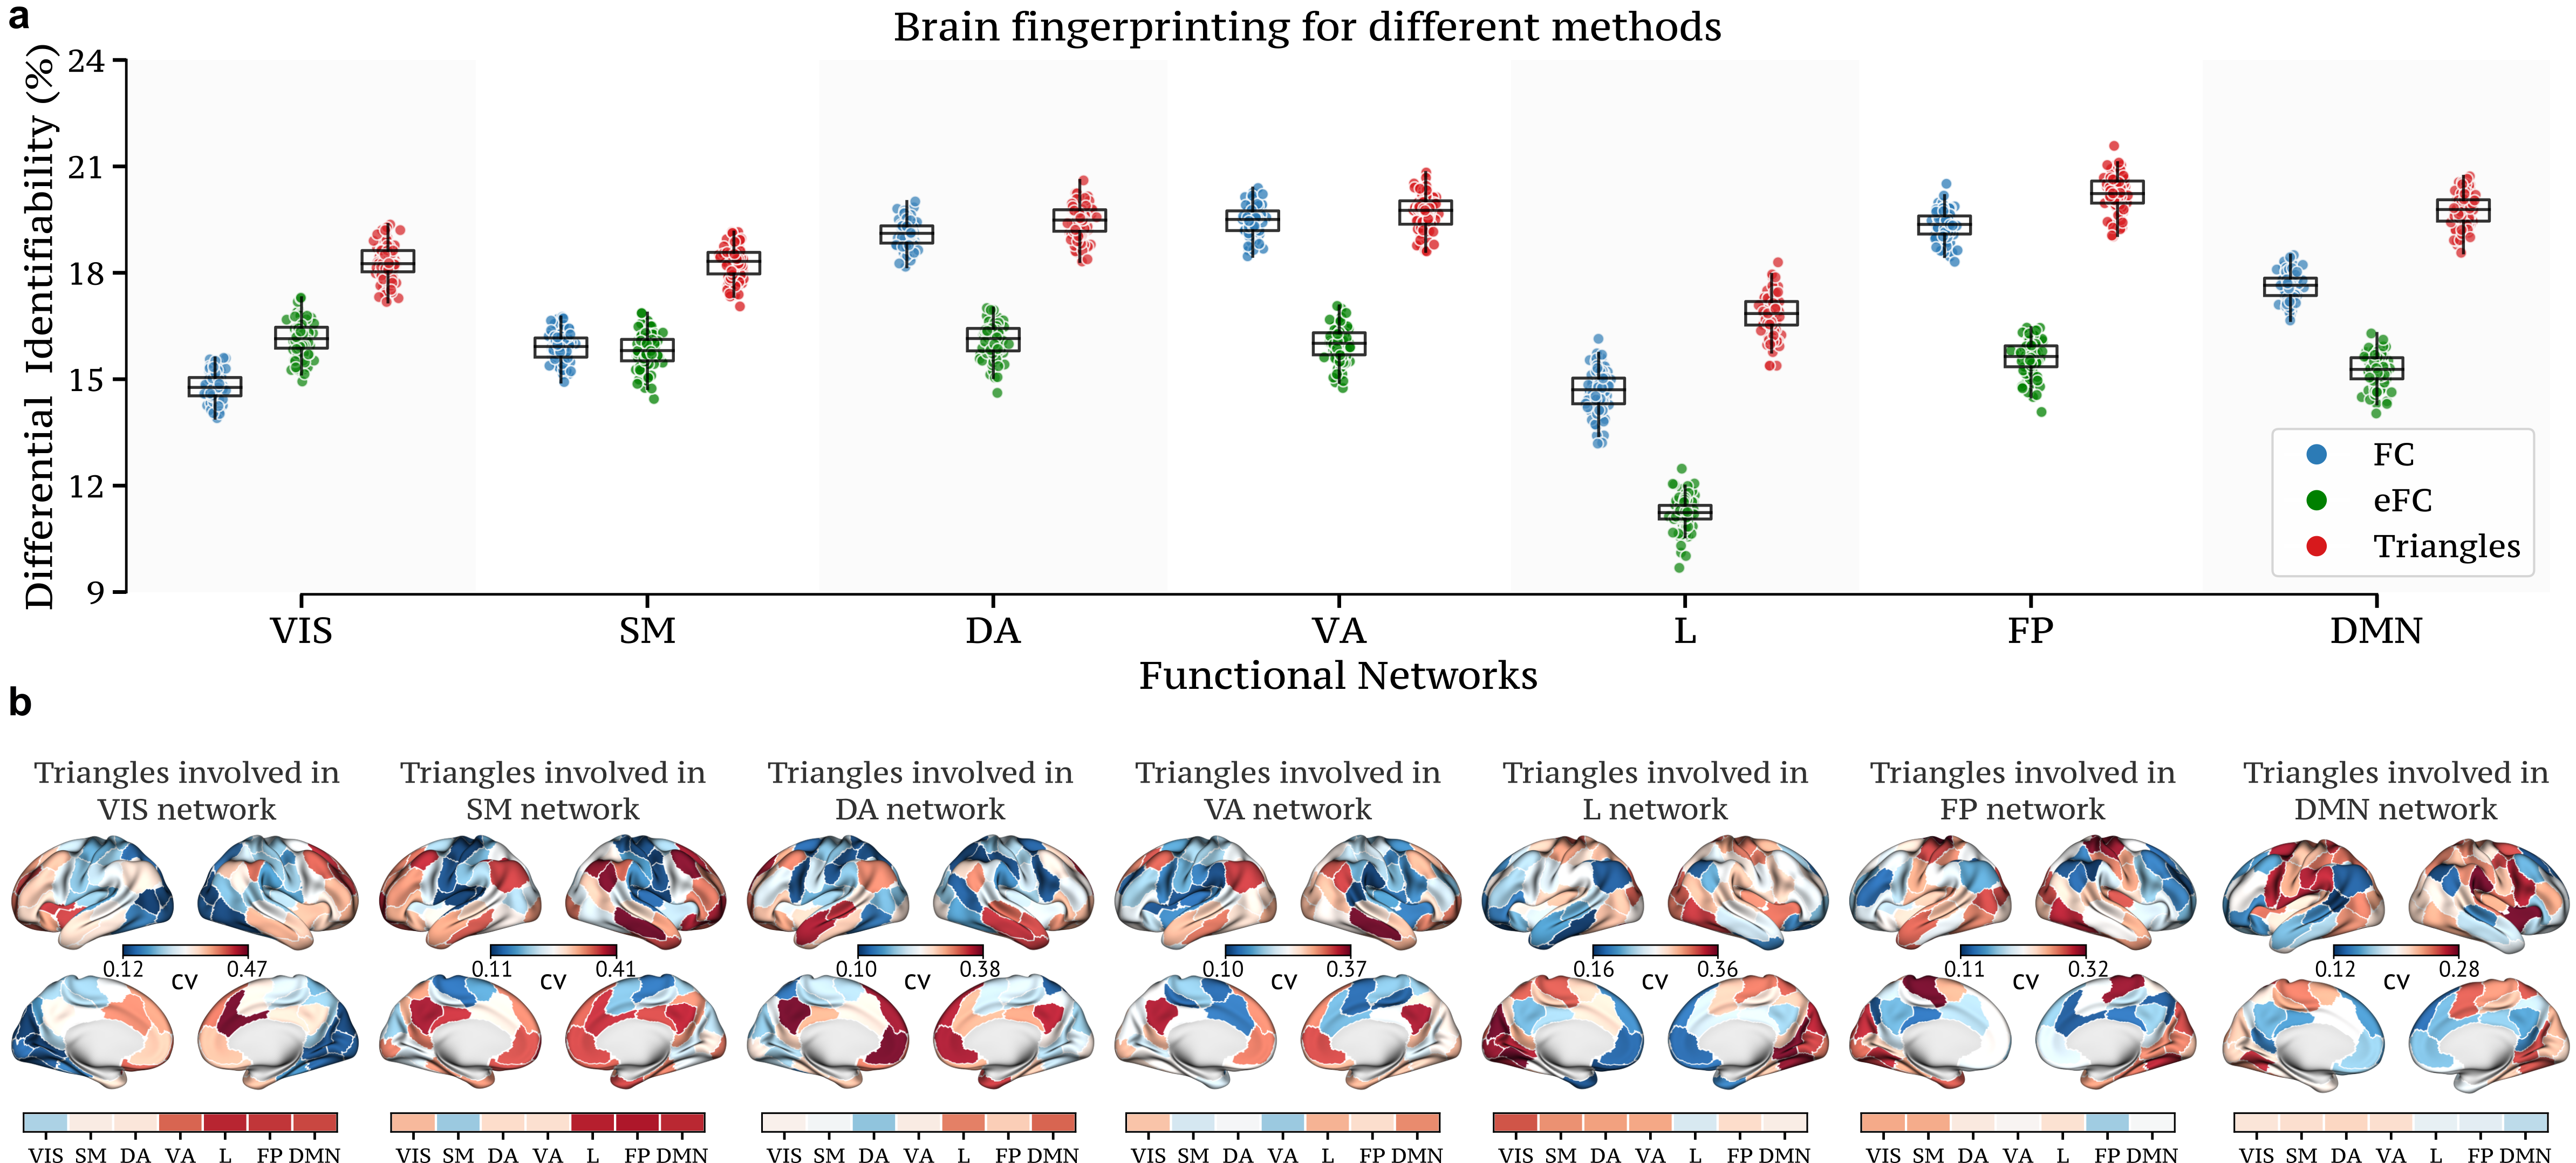 a
Brain fingerprinting for different methods
Differential Identifiability (%)
24
21
18
15
12
9
FC
eFC
Triangles
VIS SM DA VA L FP DMN
Functional Networks
b
Triangles involved in
VIS network
Triangles involved in
SM network
Triangles involved in
DA network
Triangles involved in
VA network
Triangles involved in
L network
Triangles involved in
FP network
Triangles involved in
DMN network
0.12 CV 0.47
0.11 CV 0.41
0.10 CV 0.38
0.10 CV 0.37
0.16 CV 0.36
0.11 CV 0.32
0.12 CV 0.28
VIS SM DA VA L FP DMN
VIS SM DA VA L FP DMN
VIS SM DA VA L FP DMN
VIS SM DA VA L FP DMN
VIS SM DA VA L FP DMN
VIS SM DA VA L FP DMN
VIS SM DA VA L FP DMN